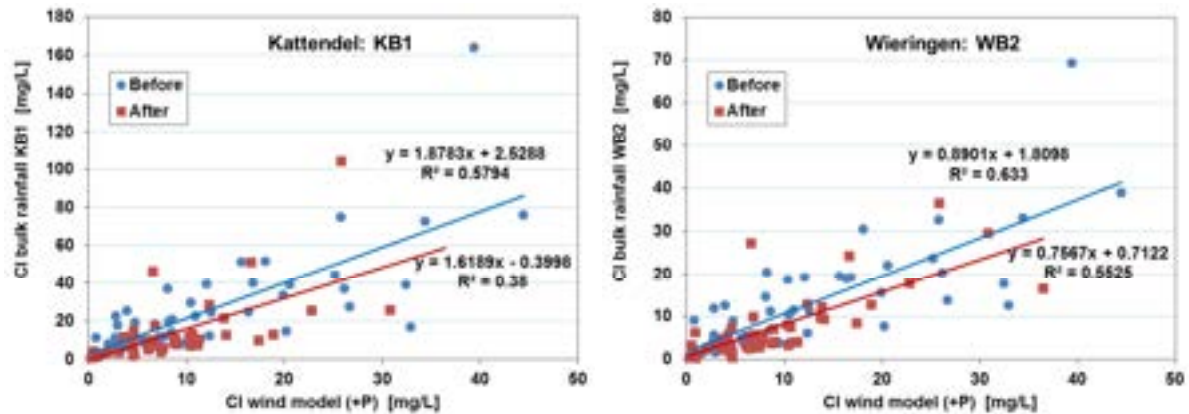 Kattendel: KB1
Before
After
y = 1.8783x + 2.5288
R² = 0.5794
y = 1.6189x - 0.3998
R² = 0.38
Cl bulk rainfall KB1 [mg/L]
180
160
140
120
100
80
60
40
20
0
0 10 20 30 40 50
Cl wind model (+P) [mg/L]
Wieringen: WB2
Before
After
y = 0.8901x + 1.8098
R² = 0.633
y = 0.7567x + 0.7122
R² = 0.5525
Cl bulk rainfall WB2 [mg/L]
80
70
60
50
40
30
20
10
0
0 10 20 30 40 50
Cl wind model (+P) [mg/L]